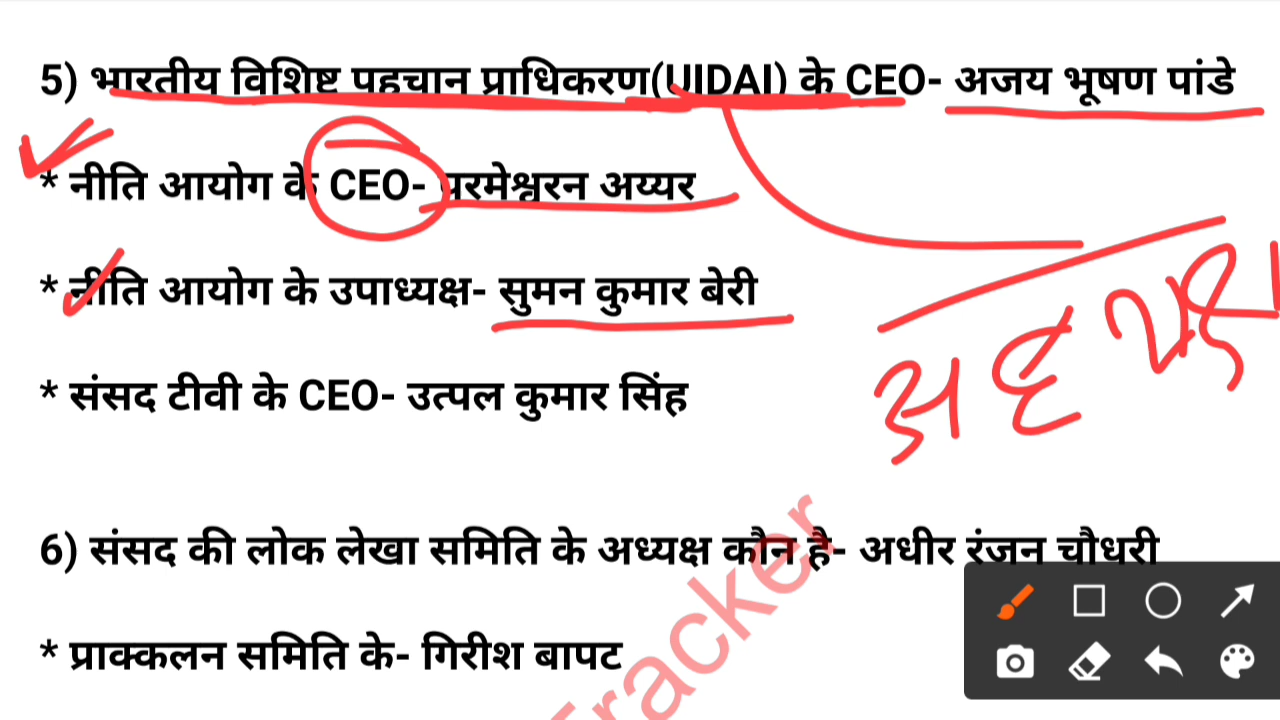 5) भारतीय विशिष्ट पहचान प्राधिकरण(UIDAI) के CEO- अजय भूषण पांडे
* नीति आयोग के CEO- परमेश्वरन अय्यर
* नीति आयोग के उपाध्यक्ष- सुमन कुमार बेरी
* संसद टीवी के CEO- उत्पल कुमार सिंह
6) संसद की लोक लेखा समिति के अध्यक्ष कौन है- अधीर रंजन चौधरी
* प्राक्कलन समिति के- गिरीश बापट
Tracker